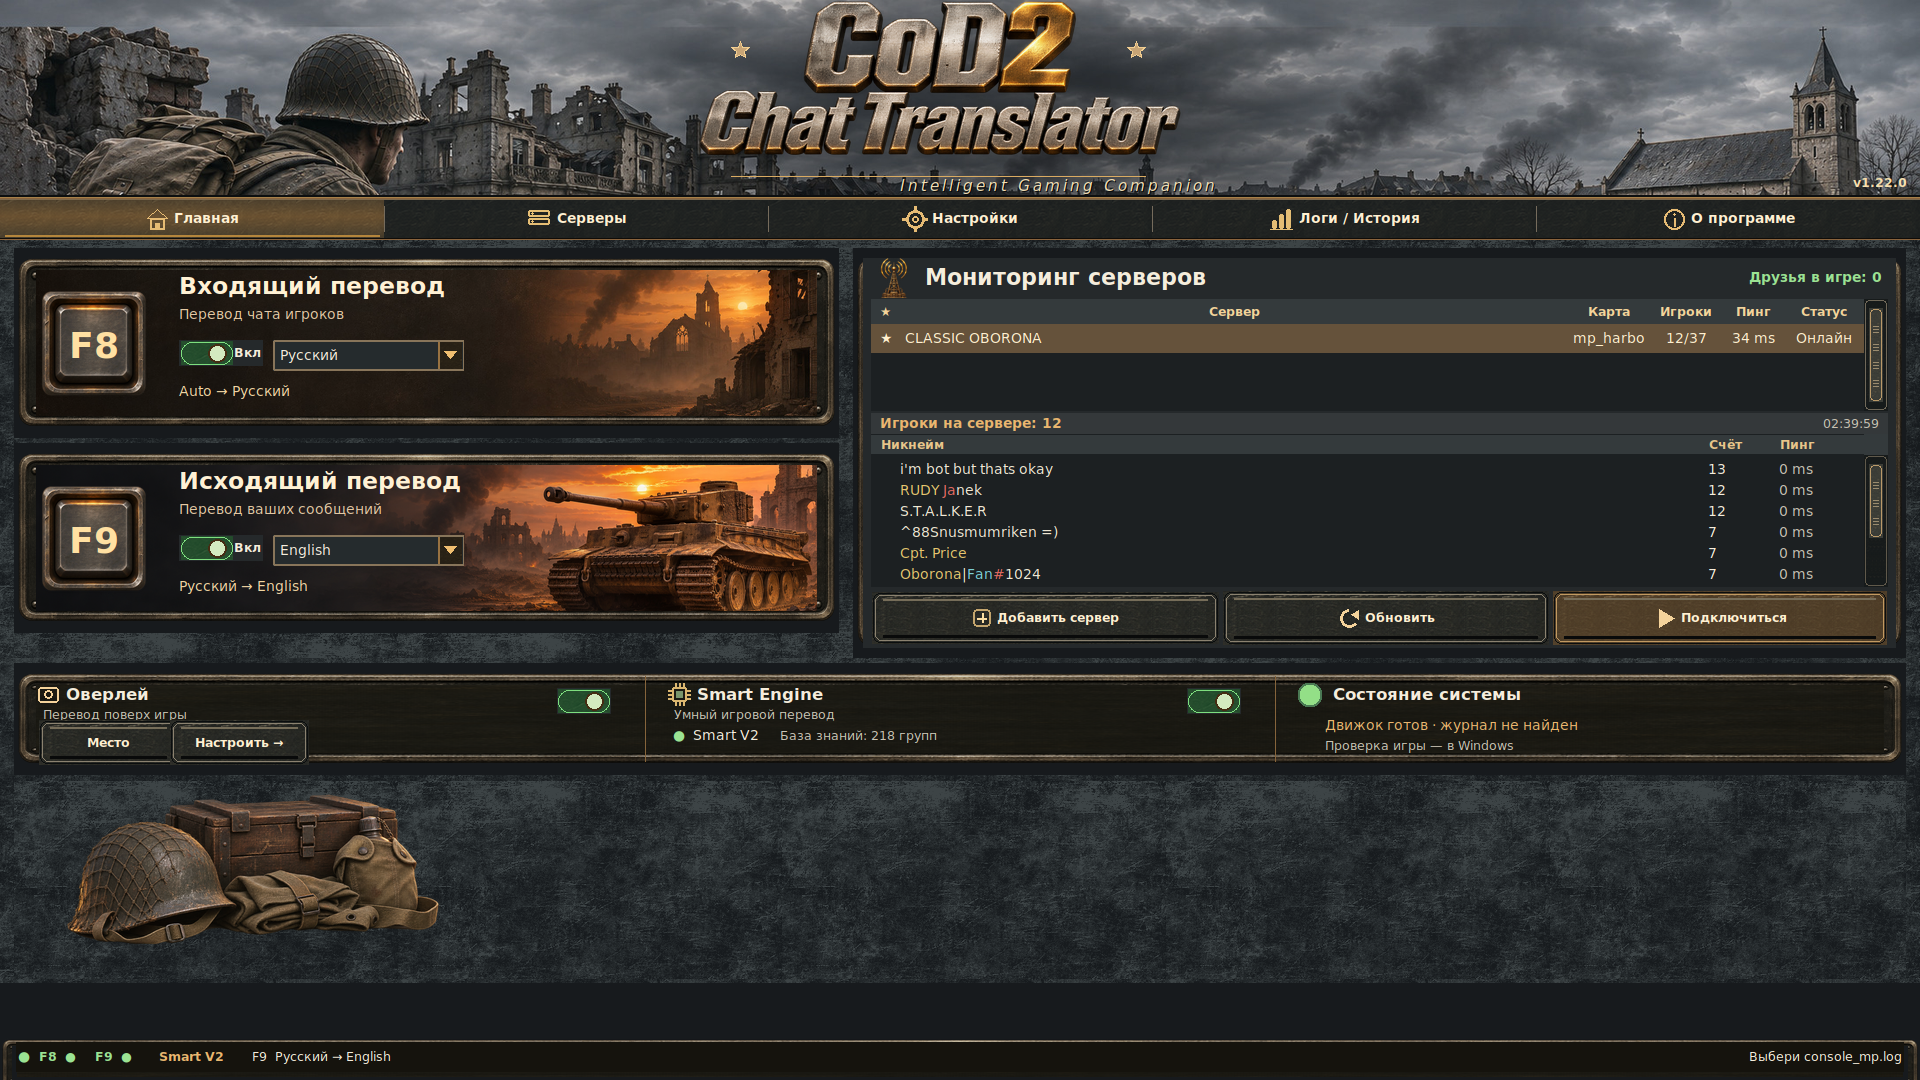 CoD2
Chat Translator
Intelligent Gaming Companion
v1.22.0
Главная
Серверы
Настройки
Логи / История
О программе
F8
Входящий перевод
Перевод чата игроков
Вкл
Русский
Auto → Русский
F9
Исходящий перевод
Перевод ваших сообщений
Вкл
English
Русский → English
Мониторинг серверов
Друзья в игре: 0
★ Сервер Карта Игроки Пинг Статус
★ CLASSIC OBORONA mp_harbo 12/37 34 ms Онлайн
Игроки на сервере: 12 02:39:59
Никнейм Счёт Пинг
i'm bot but thats okay 13 0 ms
RUDY Janek 12 0 ms
S.T.A.L.K.E.R 12 0 ms
^88Snusmumriken =) 7 0 ms
Cpt. Price 7 0 ms
Oborona|Fan#1024 7 0 ms
Добавить сервер
Обновить
Подключиться
Оверлей
Перевод поверх игры
Место
Настроить →
Smart Engine
Умный игровой перевод
Smart V2 База знаний: 218 групп
Состояние системы
Движок готов · журнал не найден
Проверка игры — в Windows
F8 F9 Smart V2 F9 Русский → English
Выбери console_mp.log